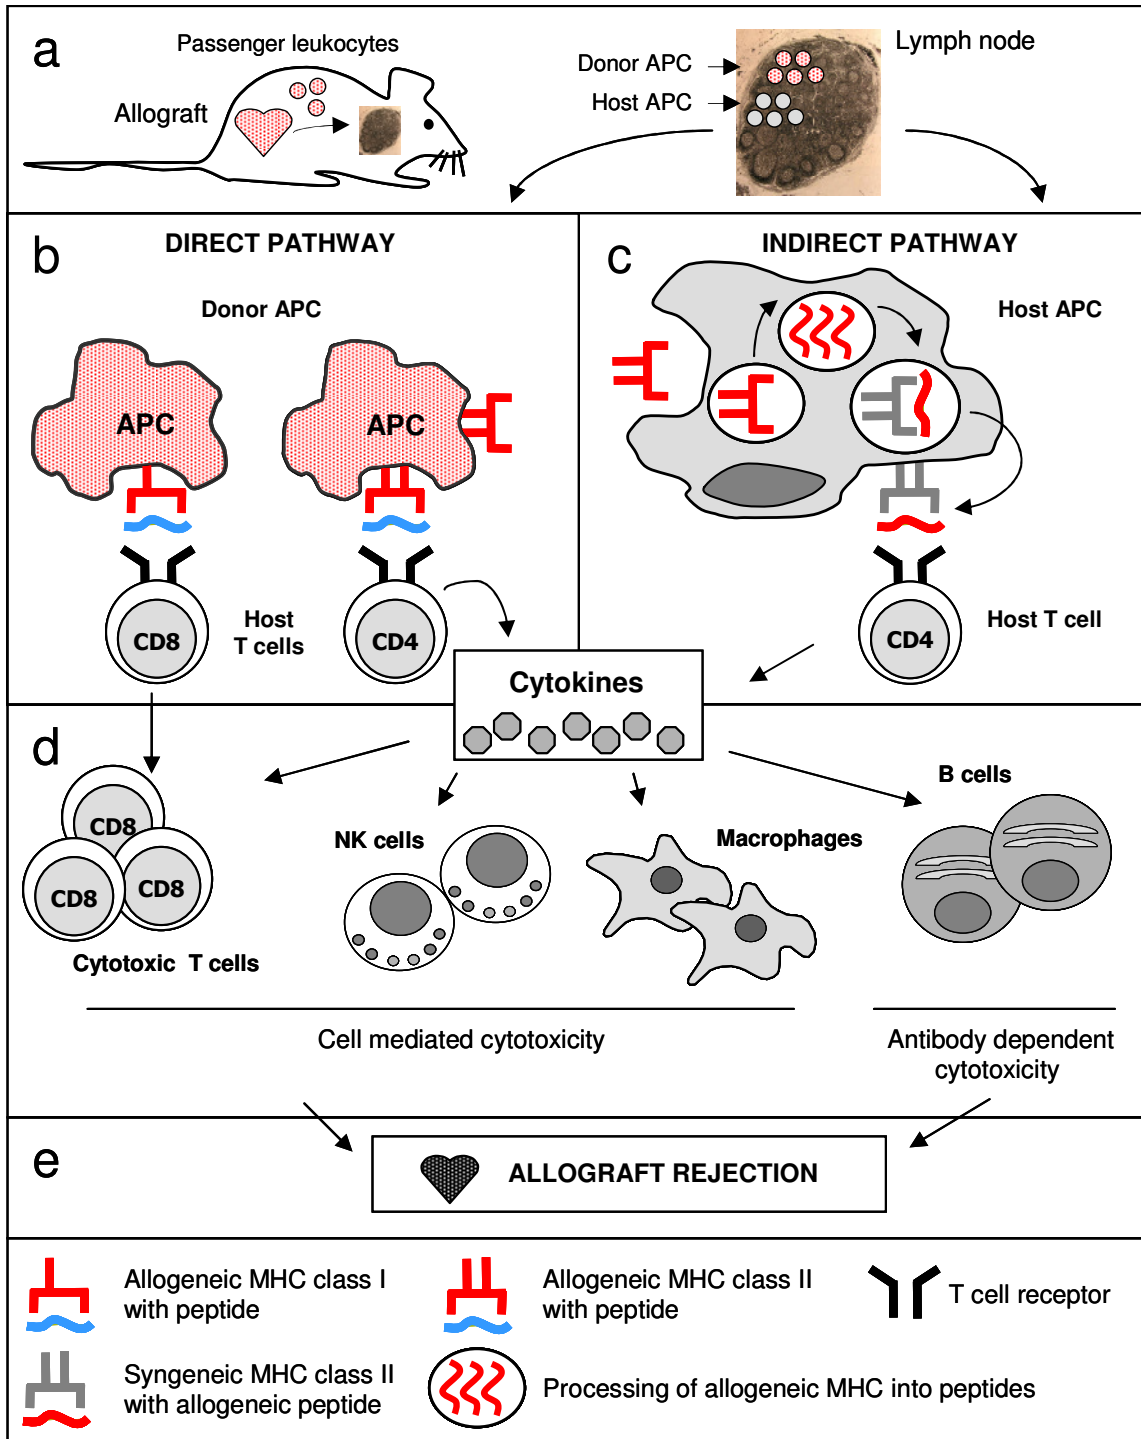 a
Passenger leukocytes
Allograft
Donor APC
Host APC
Lymph node
b
DIRECT PATHWAY
Donor APC
APC
APC
CD8
Host
T cells
CD4
c
INDIRECT PATHWAY
Host APC
Host T cell
CD4
Cytokines
d
CD8
CD8
CD8
Cytotoxic T cells
NK cells
Macrophages
B cells
Cell mediated cytotoxicity
Antibody dependent
cytotoxicity
e
ALLOGRAFT REJECTION
Allogeneic MHC class I
with peptide
Allogeneic MHC class II
with peptide
T cell receptor
Syngeneic MHC class II
with allogeneic peptide
Processing of allogeneic MHC into peptides